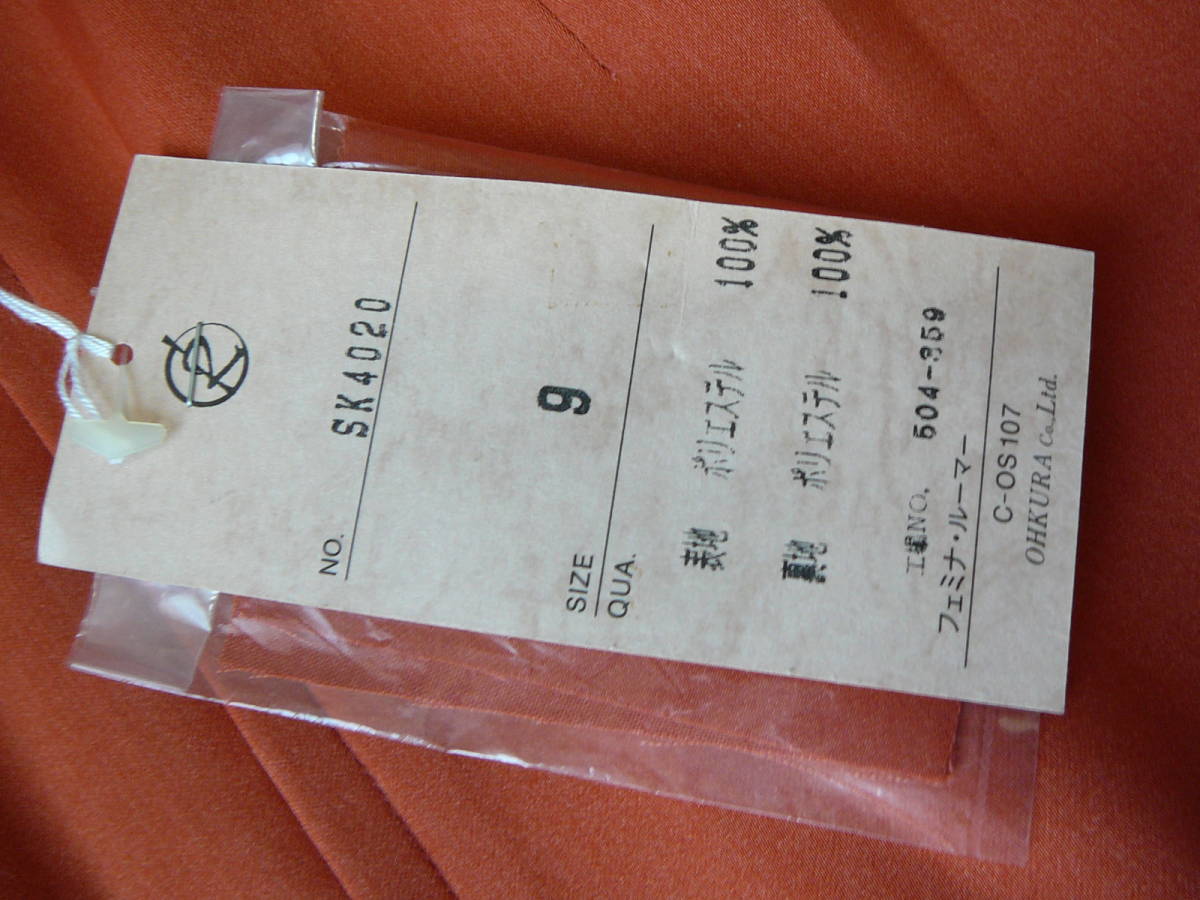 NO. SK4020
SIZE 9
QUA.
表地 ポリエステル 100%
裏地 ポリエステル 100%
工場NO. 504-359
フェミナ・ルーマー
C-OS107
OHKURA Co.,Ltd.